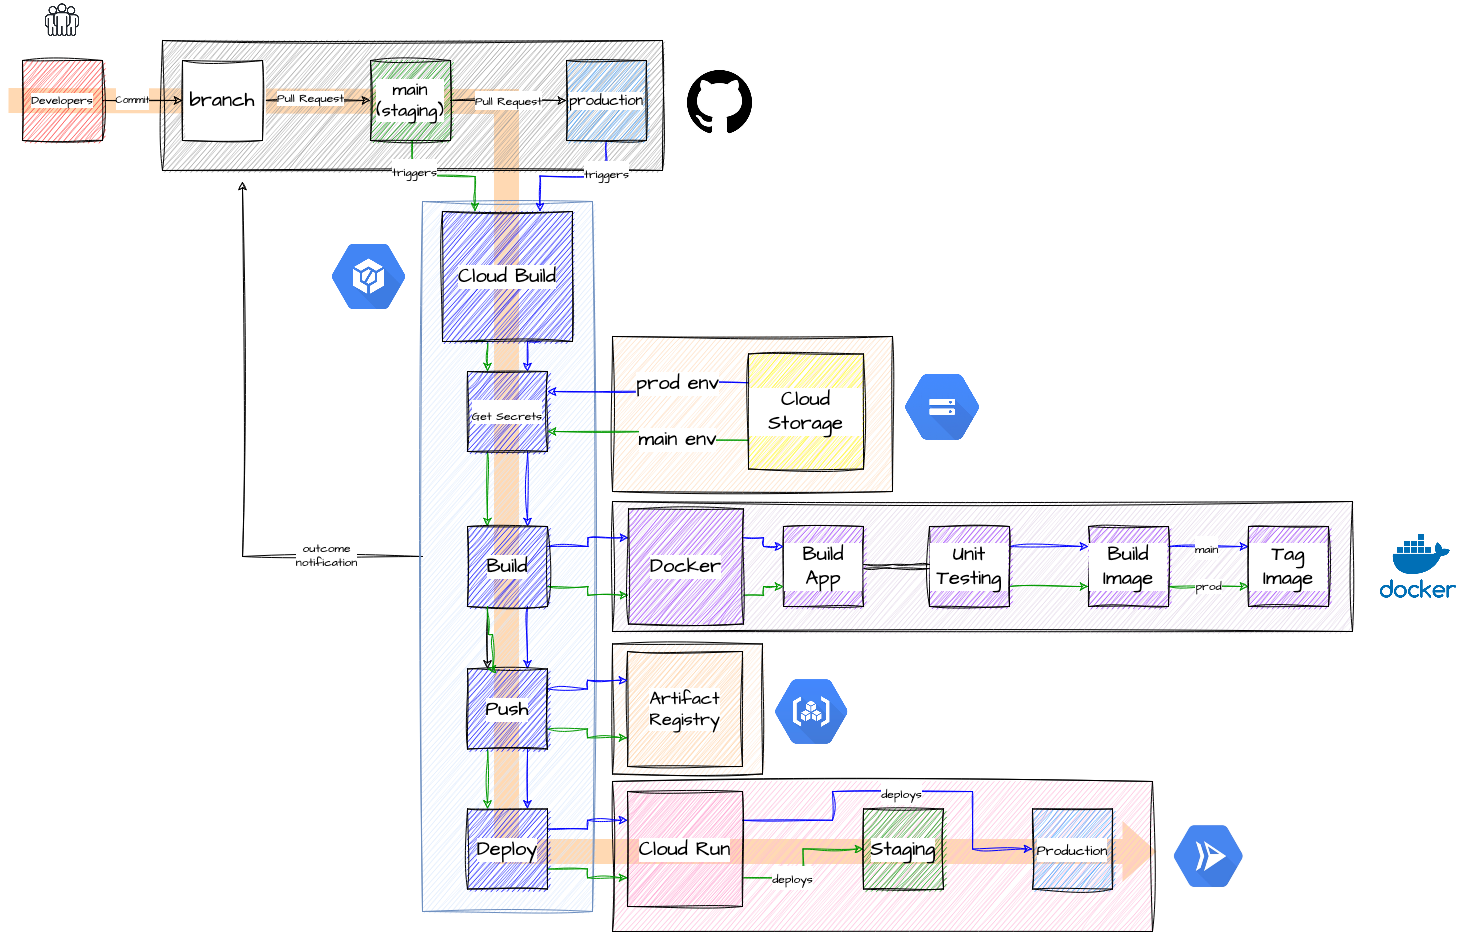 Developers
Commit
branch
Pull Request
main
(staging)
Pull Request
production
triggers
triggers
Cloud Build
Get Secrets
prod env
main env
Cloud
Storage
outcome
notification
Build
Docker
Build
App
Unit
Testing
Build
Image
main
prod
Tag
Image
docker
Push
Artifact
Registry
Deploy
Cloud Run
deploys
deploys
Staging
Production